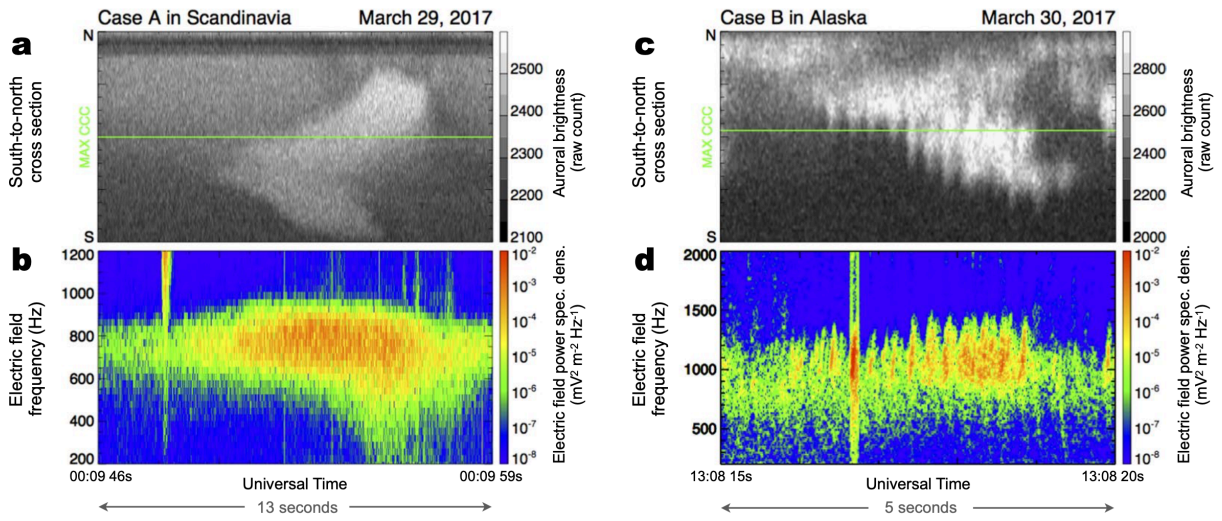 Case A in Scandinavia March 29, 2017
a
N
South-to-north
cross section
MAX CCC
S
2500
2400
2300
2200
2100
Auroral brightness
(raw count)
b
1200
1000
800
600
400
200
Electric field
frequency (Hz)
10-2
10-3
10-4
10-5
10-6
10-7
10-8
Electric field power spec. dens.
(mV² m-² Hz-¹)
00:09 46s Universal Time 00:09 59s
13 seconds
Case B in Alaska March 30, 2017
c
N
South-to-north
cross section
MAX CCC
S
2800
2600
2400
2200
2000
Auroral brightness
(raw count)
d
2000
1500
1000
500
Electric field
frequency (Hz)
10-2
10-3
10-4
10-5
10-6
10-7
10-8
Electric field power spec. dens.
(mV² m-² Hz-¹)
13:08 15s Universal Time 13:08 20s
5 seconds